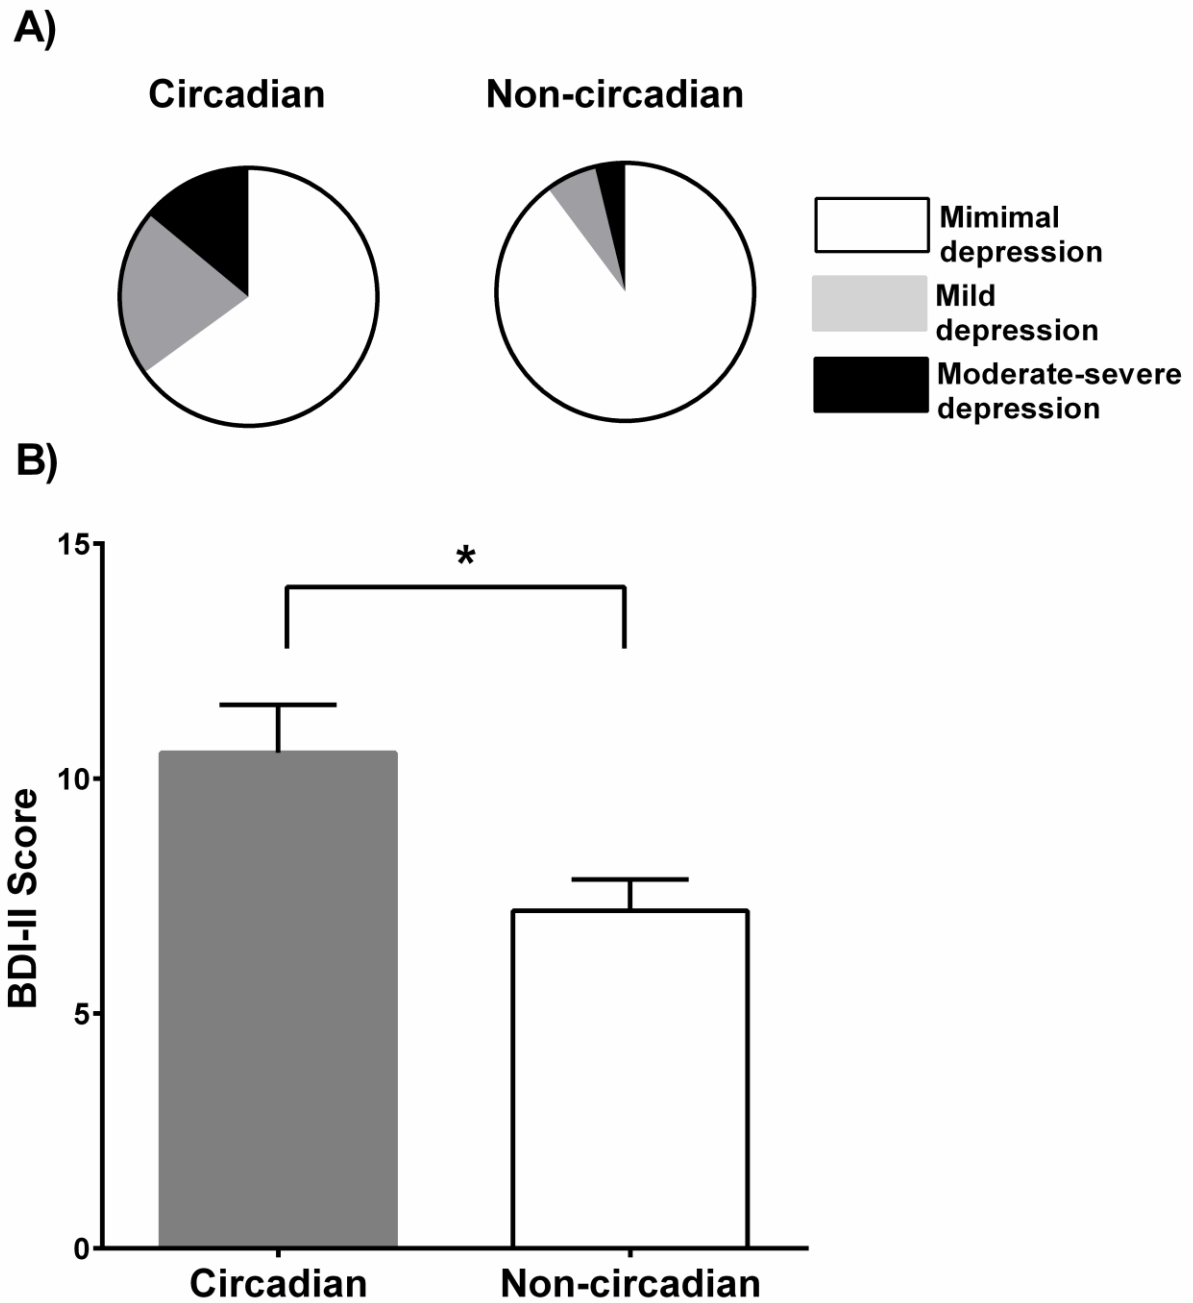 A)
Circadian
Non-circadian
Mimimal
depression
Mild
depression
Moderate-severe
depression
B)
15
*
10
5
0
BDI-II Score
Circadian
Non-circadian